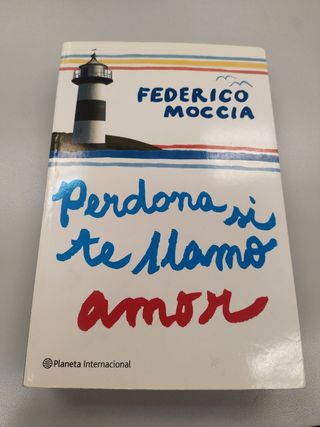 FEDERICO
MOCCIA
Perdona si
te llamo
amor
Planeta Internacional